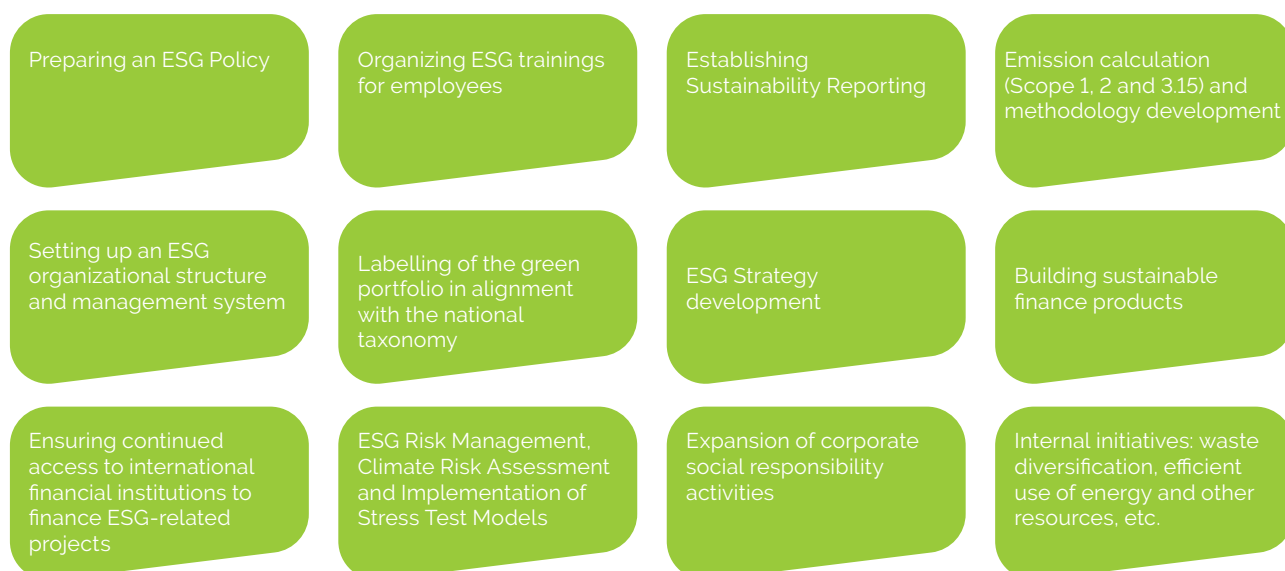 Preparing an ESG Policy
Organizing ESG trainings
for employees
Establishing
Sustainability Reporting
Emission calculation
(Scope 1, 2 and 3.15) and
methodology development
Setting up an ESG
organizational structure
and management system
Labelling of the green
portfolio in alignment
with the national
taxonomy
ESG Strategy
development
Building sustainable
finance products
Ensuring continued
access to international
financial institutions to
finance ESG-related
projects
ESG Risk Management,
Climate Risk Assessment
and Implementation of
Stress Test Models
Expansion of corporate
social responsibility
activities
Internal initiatives: waste
diversification, efficient
use of energy and other
resources, etc.